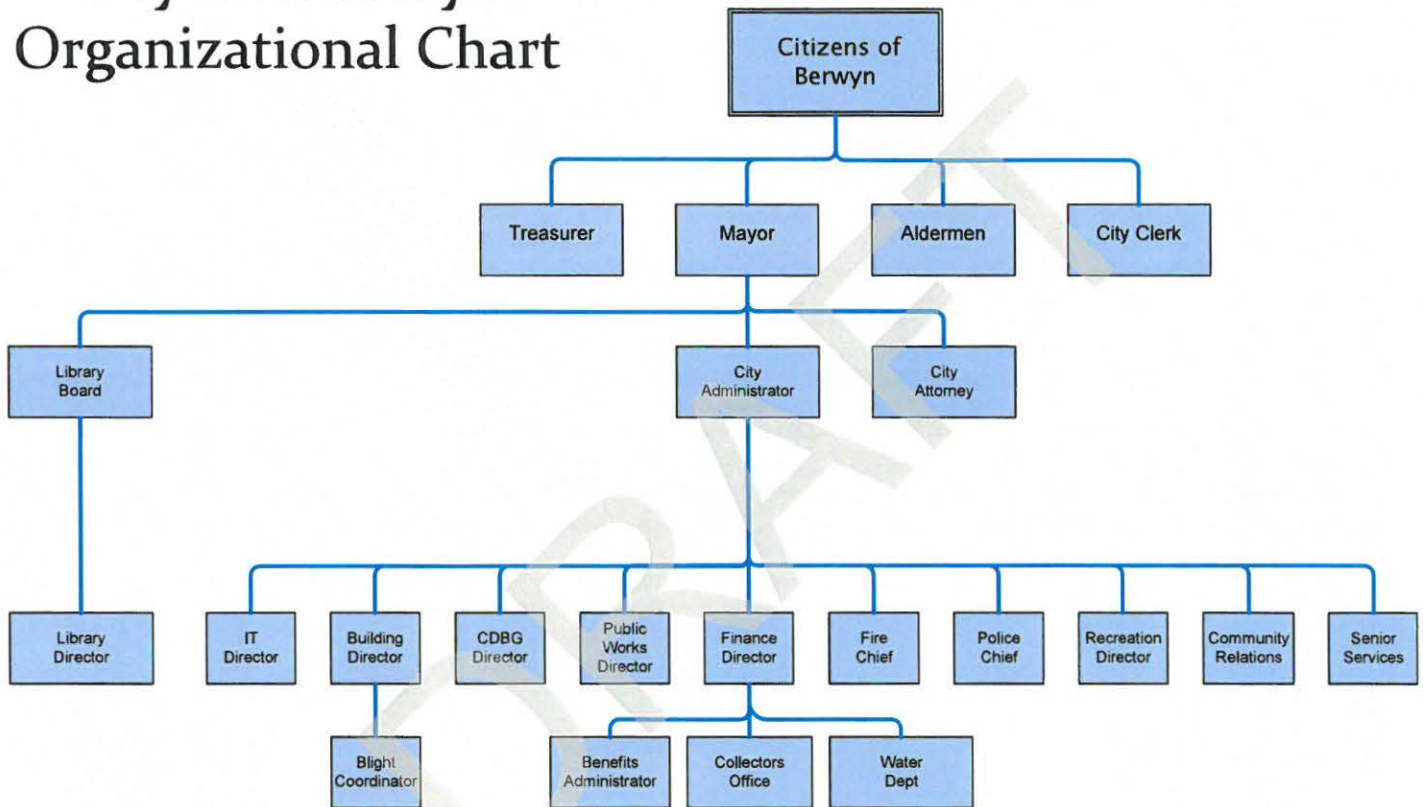 Organizational Chart
Citizens of
Berwyn
Treasurer
Mayor
Aldermen
City Clerk
Library
Board
City
Administrator
City
Attorney
Library
Director
IT
Director
Building
Director
CDBG
Director
Public
Works
Director
Finance
Director
Fire
Chief
Police
Chief
Recreation
Director
Community
Relations
Senior
Services
Blight
Coordinator
Benefits
Administrator
Collectors
Office
Water
Dept
DRAFT